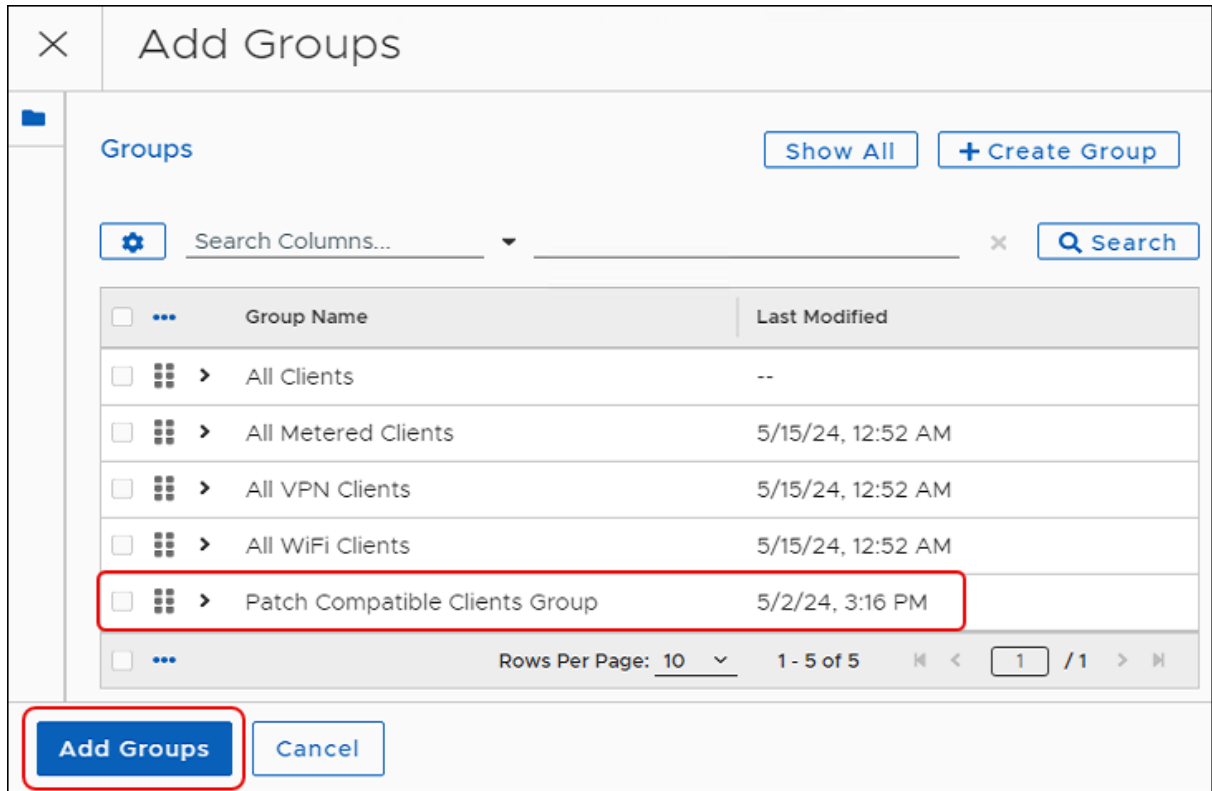 Add Groups
Groups
Show All
+ Create Group
Search Columns...
Search
Group Name Last Modified
All Clients --
All Metered Clients 5/15/24, 12:52 AM
All VPN Clients 5/15/24, 12:52 AM
All WiFi Clients 5/15/24, 12:52 AM
Patch Compatible Clients Group 5/2/24, 3:16 PM
Rows Per Page: 10 1 - 5 of 5 1 / 1
Add Groups Cancel